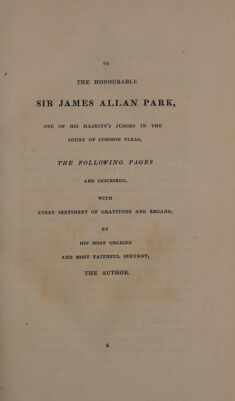 TO
THE HONOURABLE
SIR JAMES ALLAN PARK,
ONE OF HIS MAJESTY'S JUDGES IN THE
COURT OF COMMON PLEAS,
THE FOLLOWING PAGES
ARE INSCRIBED,
WITH
EVERY SENTIMENT OF GRATITUDE AND REGARD,
BY
HIS MOST OBLIGED
AND MOST FAITHFUL SERVANT,
THE AUTHOR.